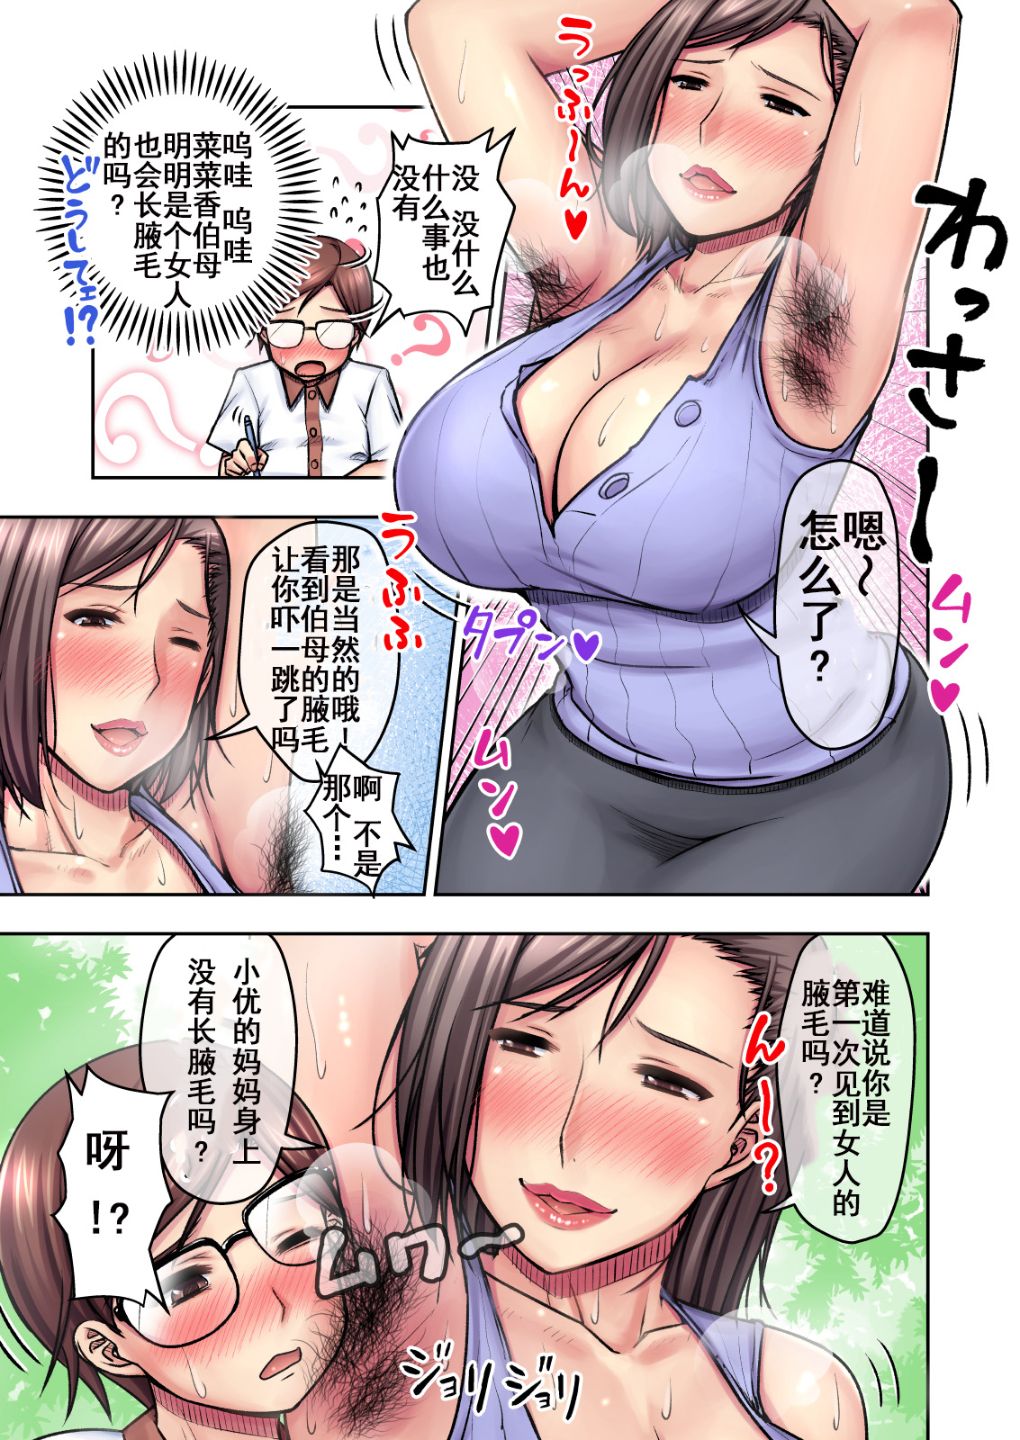 わっさー
うっふ~ん♥
嗯~
怎么了?
ムン♥
タプン♥
ムン♥
没 没什么
什么事也
没有
呜哇 呜哇
菜菜香伯母
明明是个女人
也会长腋毛
的吗?
どうしてェ!?
うふふ
那是当然的哦!
看到伯母的腋毛
让你吓一跳了吗
啊 不是
那个……
难道说你是
第一次见到女人的
腋毛吗?
んー?
小优的妈妈身上
没有长腋毛吗?
呀
!?
ムワ~
ジョリ
ジョリ